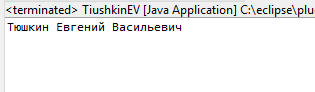 <terminated> TiushkinEV [Java Application] C:\eclipse\plu
Тюшкин Евгений Васильевич